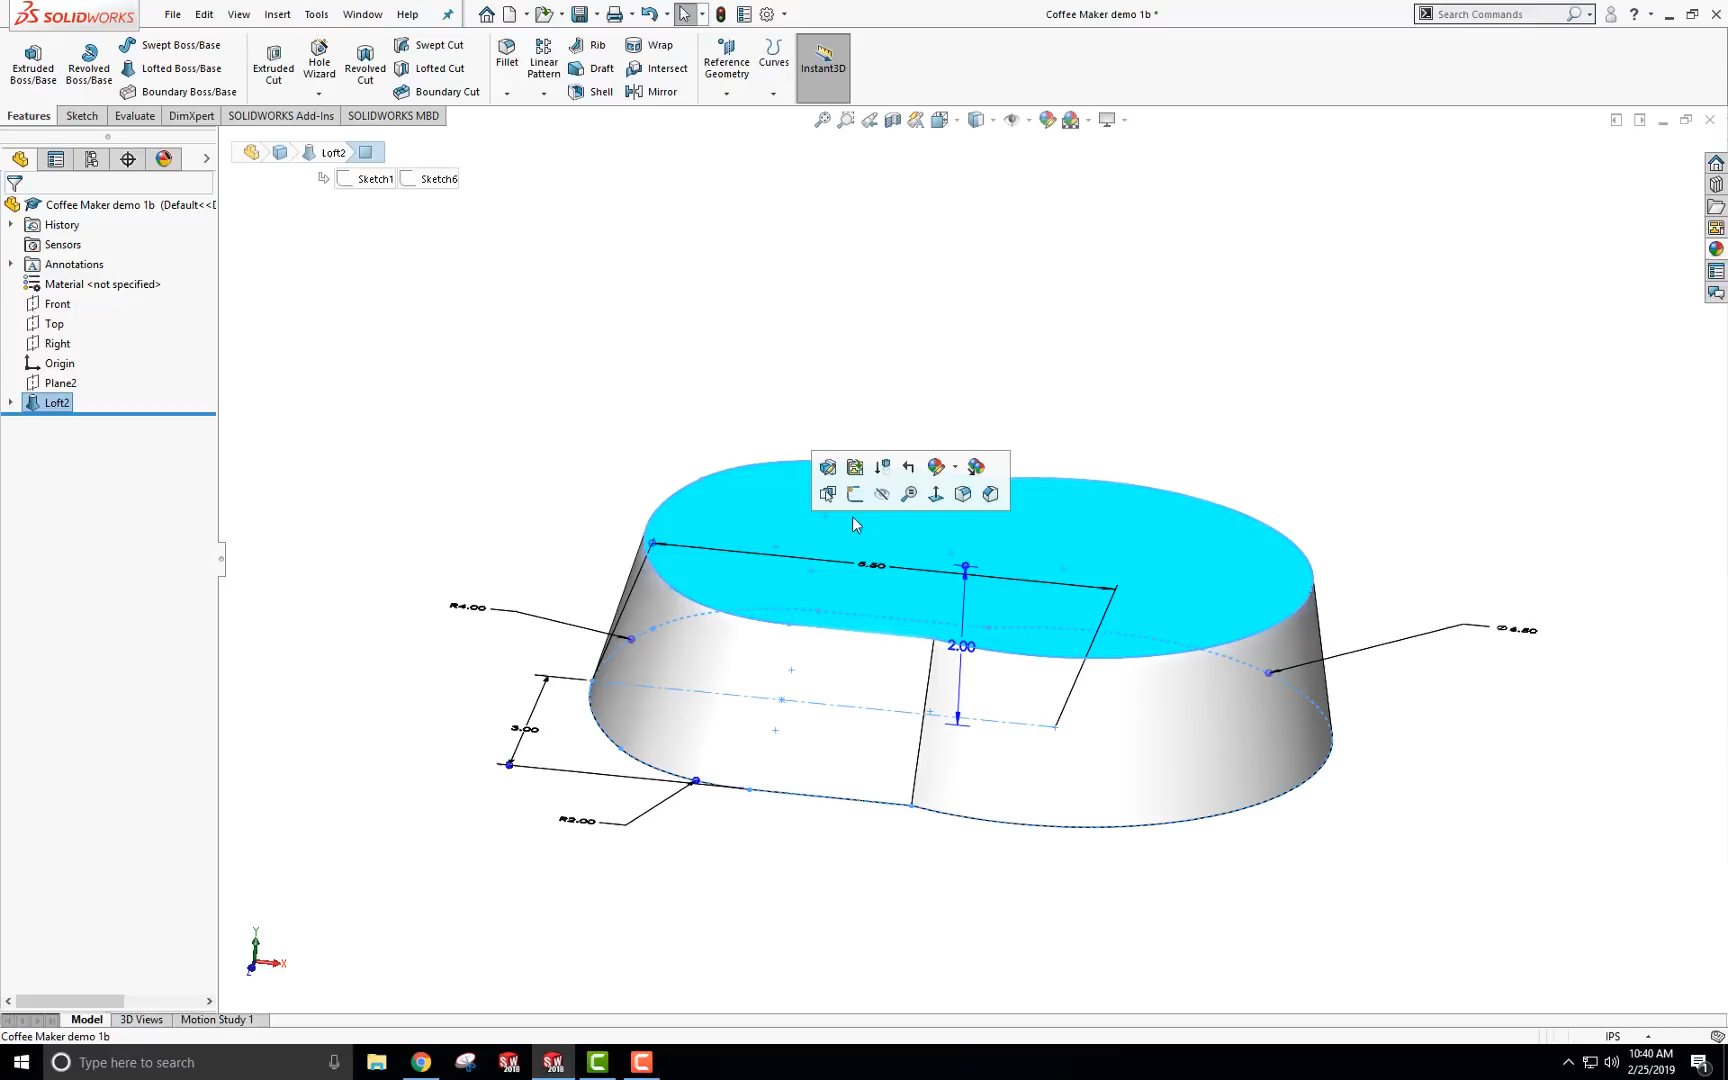 SOLIDWORKS File Edit View Insert Tools Window Help Coffee Maker demo 1b * Search Commands
Extruded Boss/Base
Revolved Boss/Base
Swept Boss/Base
Lofted Boss/Base
Boundary Boss/Base
Extruded Cut
Hole Wizard
Revolved Cut
Swept Cut
Lofted Cut
Boundary Cut
Fillet
Linear Pattern
Rib
Draft
Shell
Wrap
Intersect
Mirror
Reference Geometry
Curves
Instant3D
Features Sketch Evaluate DimXpert SOLIDWORKS Add-Ins SOLIDWORKS MBD
Loft2
Sketch1 Sketch6
Coffee Maker demo 1b (Default<<D
History
Sensors
Annotations
Material <not specified>
Front
Top
Right
Origin
Plane2
Loft2
R4.00
2.00
3.00
R2.00
Y
X
Z
Model 3D Views Motion Study 1
Coffee Maker demo 1b IPS
Type here to search
SW 2018
SW 2018
10:40 AM
2/25/2019
1